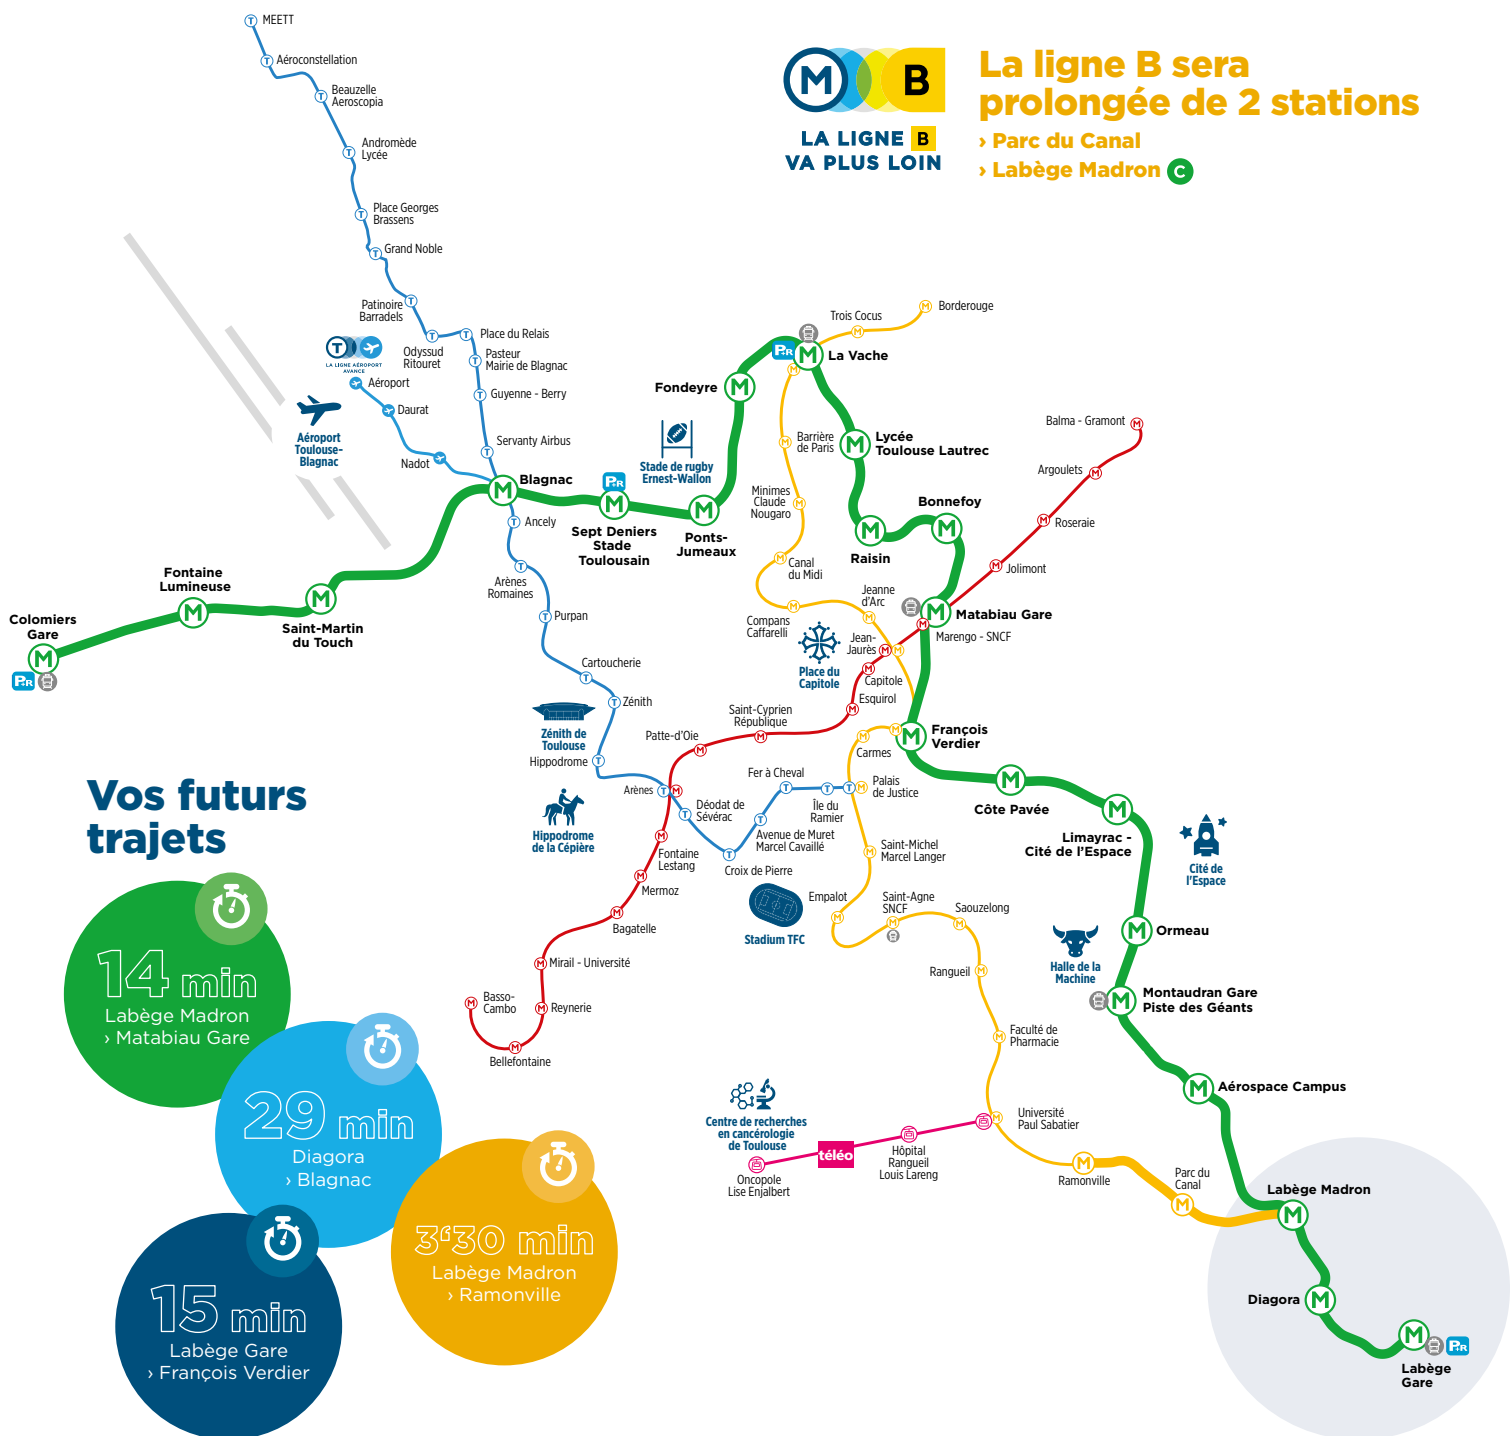 MEETT
Aéroconstellation
Beauzelle
Aeroscopia
Andromède
Lycée
Place Georges
Brassens
Grand Noble
Patinoire
Barradels
Odyssud
Ritouret
Place du Relais
Pasteur
Mairie de Blagnac
Guyenne - Berry
Servanty Airbus
T
LA LIGNE AÉROPORT
AVANCE
Aéroport
Daurat
Nadot
Aéroport
Toulouse-
Blagnac
M B
LA LIGNE B
VA PLUS LOIN
La ligne B sera
prolongée de 2 stations
› Parc du Canal
› Labège Madron C
Borderouge
Trois Cocus
La Vache
P+R
Fondeyre
Stade de rugby
Ernest-Wallon
Barrière
de Paris
Lycée
Toulouse Lautrec
Balma - Gramont
Argoulets
Roseraie
Jolimont
Minimes
Claude
Nougaro
Bonnefoy
Raisin
Canal
du Midi
Blagnac
P+R
Sept Deniers
Stade
Toulousain
Ponts-
Jumeaux
Ancely
Arènes
Romaines
Purpan
Cartoucherie
Zénith
Fontaine
Lumineuse
Saint-Martin
du Touch
Colomiers
Gare
P+R
Compans
Caffarelli
Jeanne
d'Arc
Matabiau Gare
Marengo - SNCF
Jean-
Jaurès
Place du
Capitole
Capitole
Esquirol
Saint-Cyprien
République
Patte-d'Oie
Zénith de
Toulouse
Hippodrome
Arènes
Hippodrome
de la Cépière
François
Verdier
Carmes
Fer à Cheval
Palais
de Justice
Île du
Ramier
Déodat de
Sévérac
Avenue de Muret
Marcel Cavaillé
Croix de Pierre
Fontaine
Lestang
Mermoz
Bagatelle
Mirail - Université
Basso-
Cambo
Reynerie
Bellefontaine
Côte Pavée
Limayrac -
Cité de l'Espace
Cité de
l'Espace
Saint-Michel
Marcel Langer
Empalot
Stadium TFC
Saint-Agne
SNCF
Saouzelong
Rangueil
Ormeau
Halle de la
Machine
Montaudran Gare
Piste des Géants
Faculté de
Pharmacie
Aérospace Campus
Université
Paul Sabatier
Centre de recherches
en cancérologie
de Toulouse
téléo
Oncopole
Lise Enjalbert
Hôpital
Rangueil
Louis Lareng
Ramonville
Parc du
Canal
Labège Madron
Diagora
P+R
Labège
Gare
Vos futurs
trajets
14 min
Labège Madron
› Matabiau Gare
29 min
Diagora
› Blagnac
3‘30 min
Labège Madron
› Ramonville
15 min
Labège Gare
› François Verdier